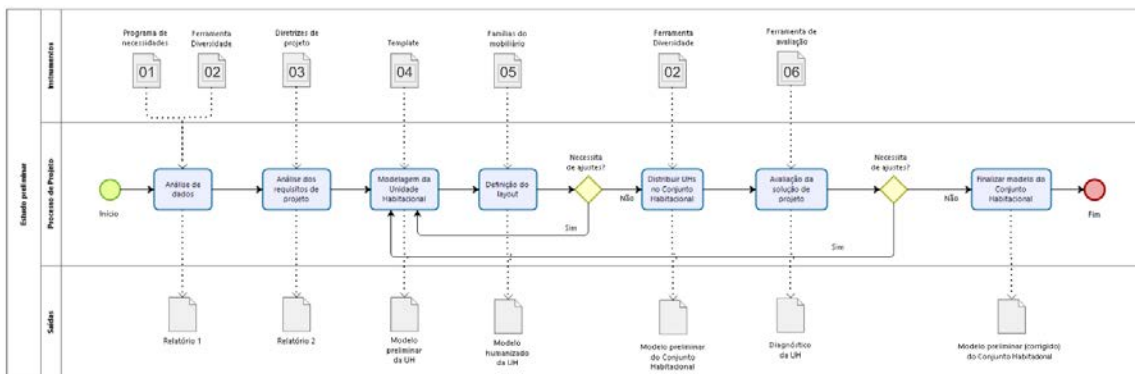 Estudo preliminar
Instrumentos
Programa de
necessidades
01
Ferramenta
Diversidade
02
Diretrizes de
projeto
03
Template
04
Famílias do
mobiliário
05
Ferramenta
Diversidade
02
Ferramenta de
avaliação
06
Processo de Projeto
Início
Análise de
dados
Análise dos
requisitos de
projeto
Modelagem da
Unidade
Habitacional
Definição do
layout
Necessita
de ajustes?
Não
Sim
Distribuir UHs
no Conjunto
Habitacional
Avaliação da
solução de
projeto
Necessita
de ajustes?
Não
Sim
Finalizar modelo do
Conjunto
Habitacional
Fim
Saídas
Relatório 1
Relatório 2
Modelo
preliminar
da UH
Modelo
humanizado
da UH
Modelo preliminar
do Conjunto
Habitacional
Diagnóstico
da UH
Modelo preliminar (corrigido)
do Conjunto Habitacional